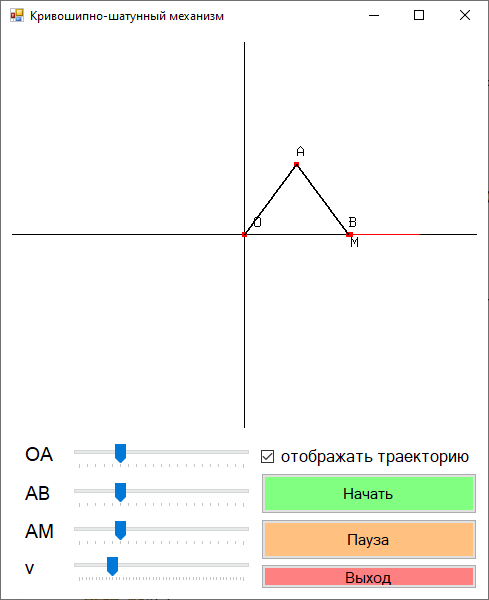 Кривошипно-шатунный механизм
A
O
B
M
OA
AB
AM
v
отображать траекторию
Начать
Пауза
Выход